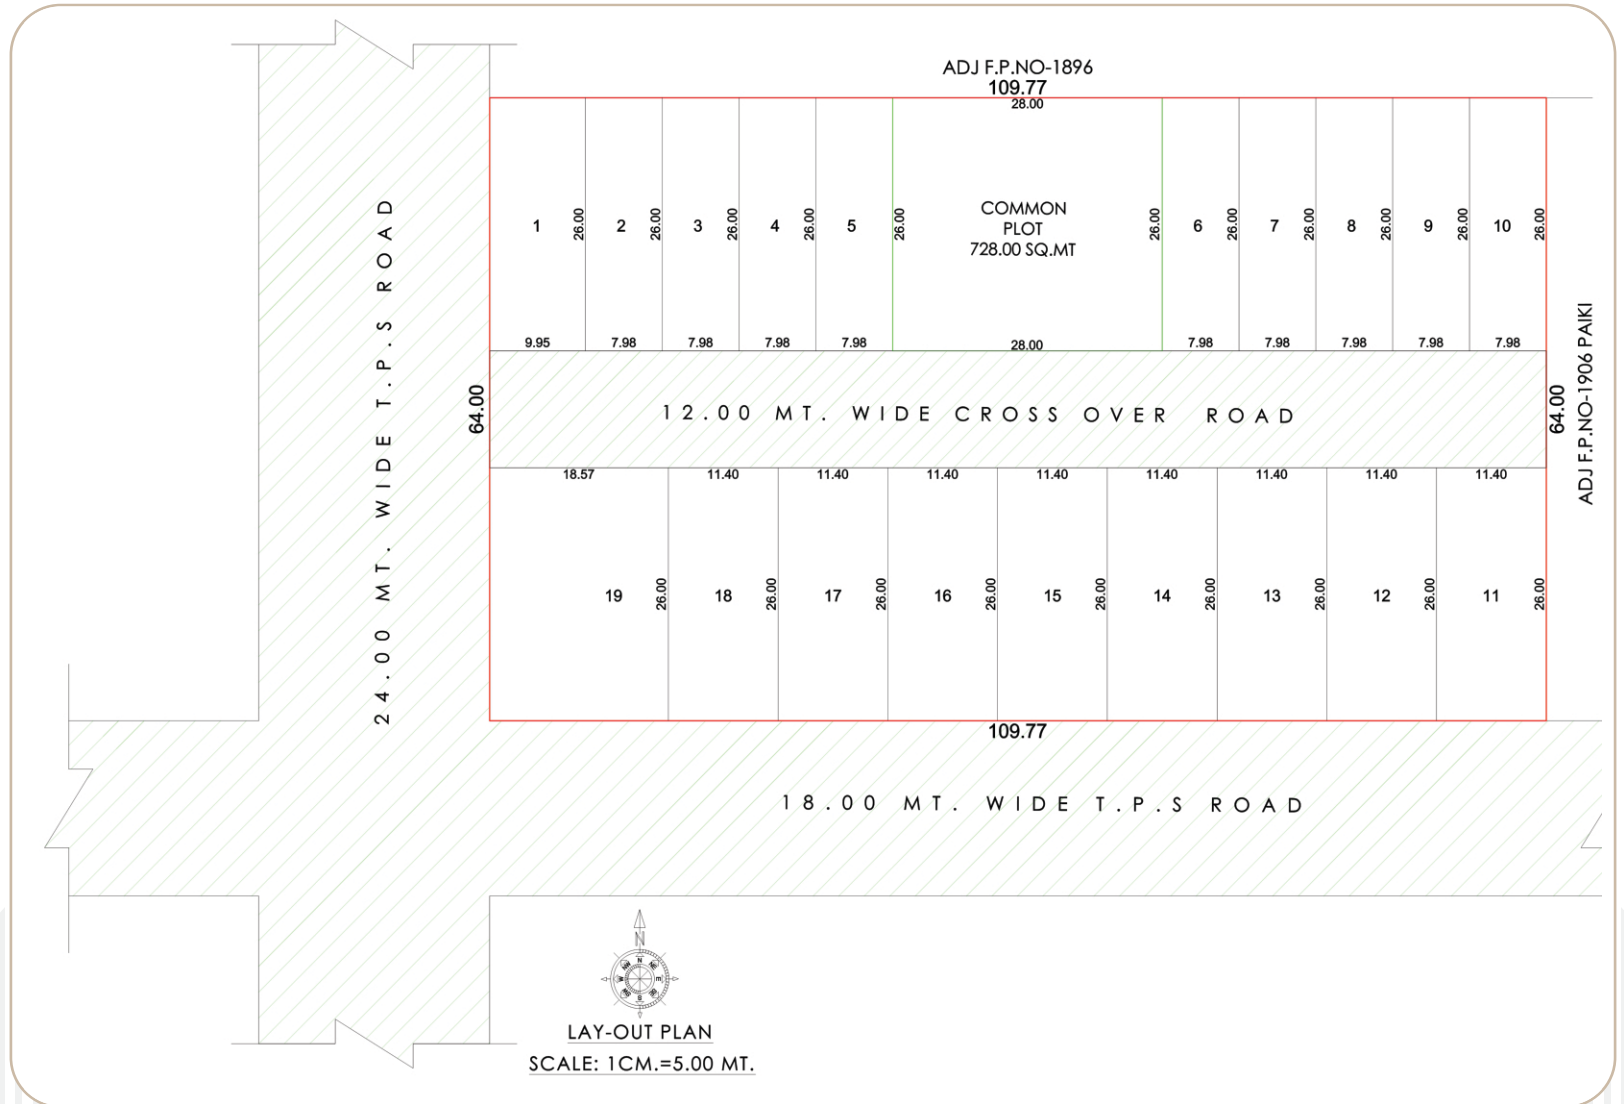 ADJ F.P.NO-1896
109.77
28.00
1 26.00 2 26.00 3 26.00 4 26.00 5 26.00
COMMON
PLOT
728.00 SQ.MT
26.00 6 26.00 7 26.00 8 26.00 9 26.00 10 26.00
9.95 7.98 7.98 7.98 7.98 28.00 7.98 7.98 7.98 7.98 7.98
24.00 MT. WIDE T.P.S ROAD
64.00
12.00 MT. WIDE CROSS OVER ROAD
64.00
ADJ F.P.NO-1906 PAIKI
18.57 11.40 11.40 11.40 11.40 11.40 11.40 11.40 11.40
19 26.00 18 26.00 17 26.00 16 26.00 15 26.00 14 26.00 13 26.00 12 26.00 11 26.00
109.77
18.00 MT. WIDE T.P.S ROAD
N
N
NW NE
W E
S
LAY-OUT PLAN
SCALE: 1CM.=5.00 MT.